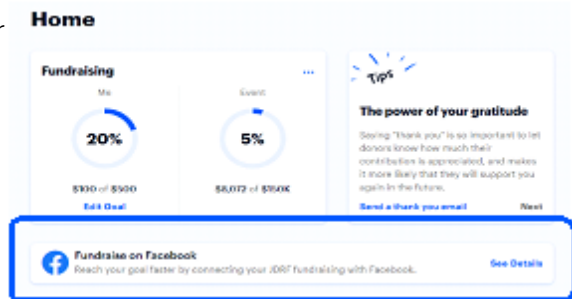 Home
Fundraising
...
Me
20%
$100 of $500
Edit Goal
Event
5%
$8,072 of $150K
Tips
The power of your gratitude
Saying "thank you" is so important to let
donors know how much their
contribution is appreciated, and makes
it more likely that they will support you
again in the future.
Send a thank you email
Next
Fundraise on Facebook
Reach your goal faster by connecting your JDRF fundraising with Facebook.
See Details